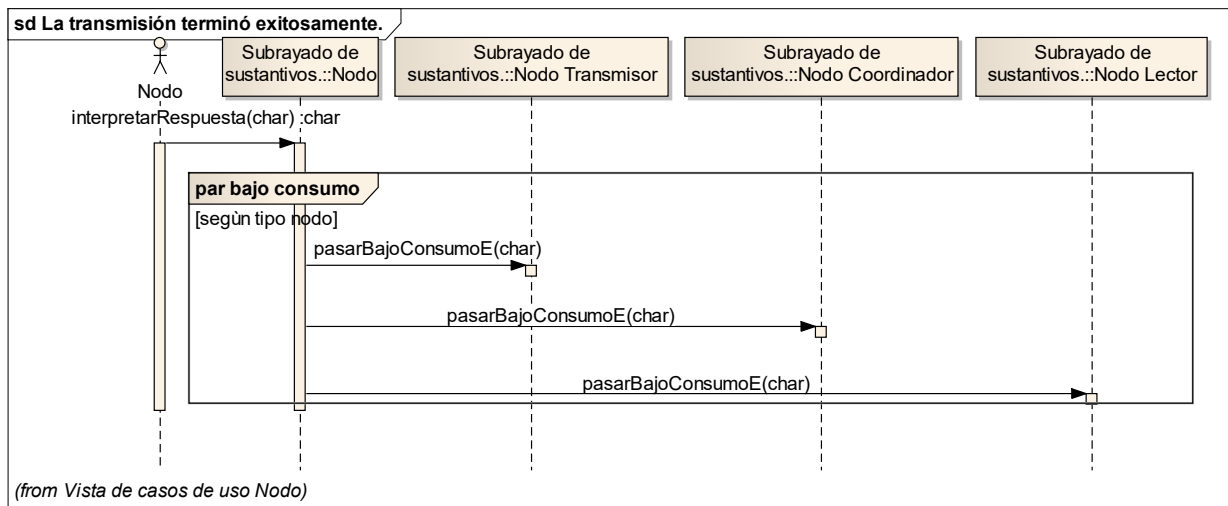 sd La transmisión terminó exitosamente.
Nodo
Subrayado de
sustantivos.::Nodo
Subrayado de
sustantivos.::Nodo Transmisor
Subrayado de
sustantivos.::Nodo Coordinador
Subrayado de
sustantivos.::Nodo Lector
interpretarRespuesta(char) :char
par bajo consumo
[segùn tipo nodo]
pasarBajoConsumoE(char)
pasarBajoConsumoE(char)
pasarBajoConsumoE(char)
(from Vista de casos de uso Nodo)